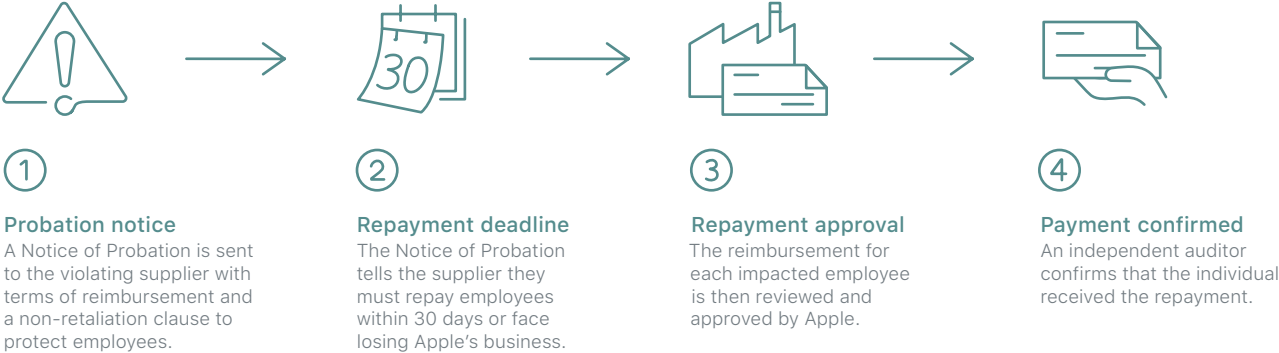 30
1
Probation notice
A Notice of Probation is sent
to the violating supplier with
terms of reimbursement and
a non-retaliation clause to
protect employees.
2
Repayment deadline
The Notice of Probation
tells the supplier they
must repay employees
within 30 days or face
losing Apple’s business.
3
Repayment approval
The reimbursement for
each impacted employee
is then reviewed and
approved by Apple.
4
Payment confirmed
An independent auditor
confirms that the individual
received the repayment.